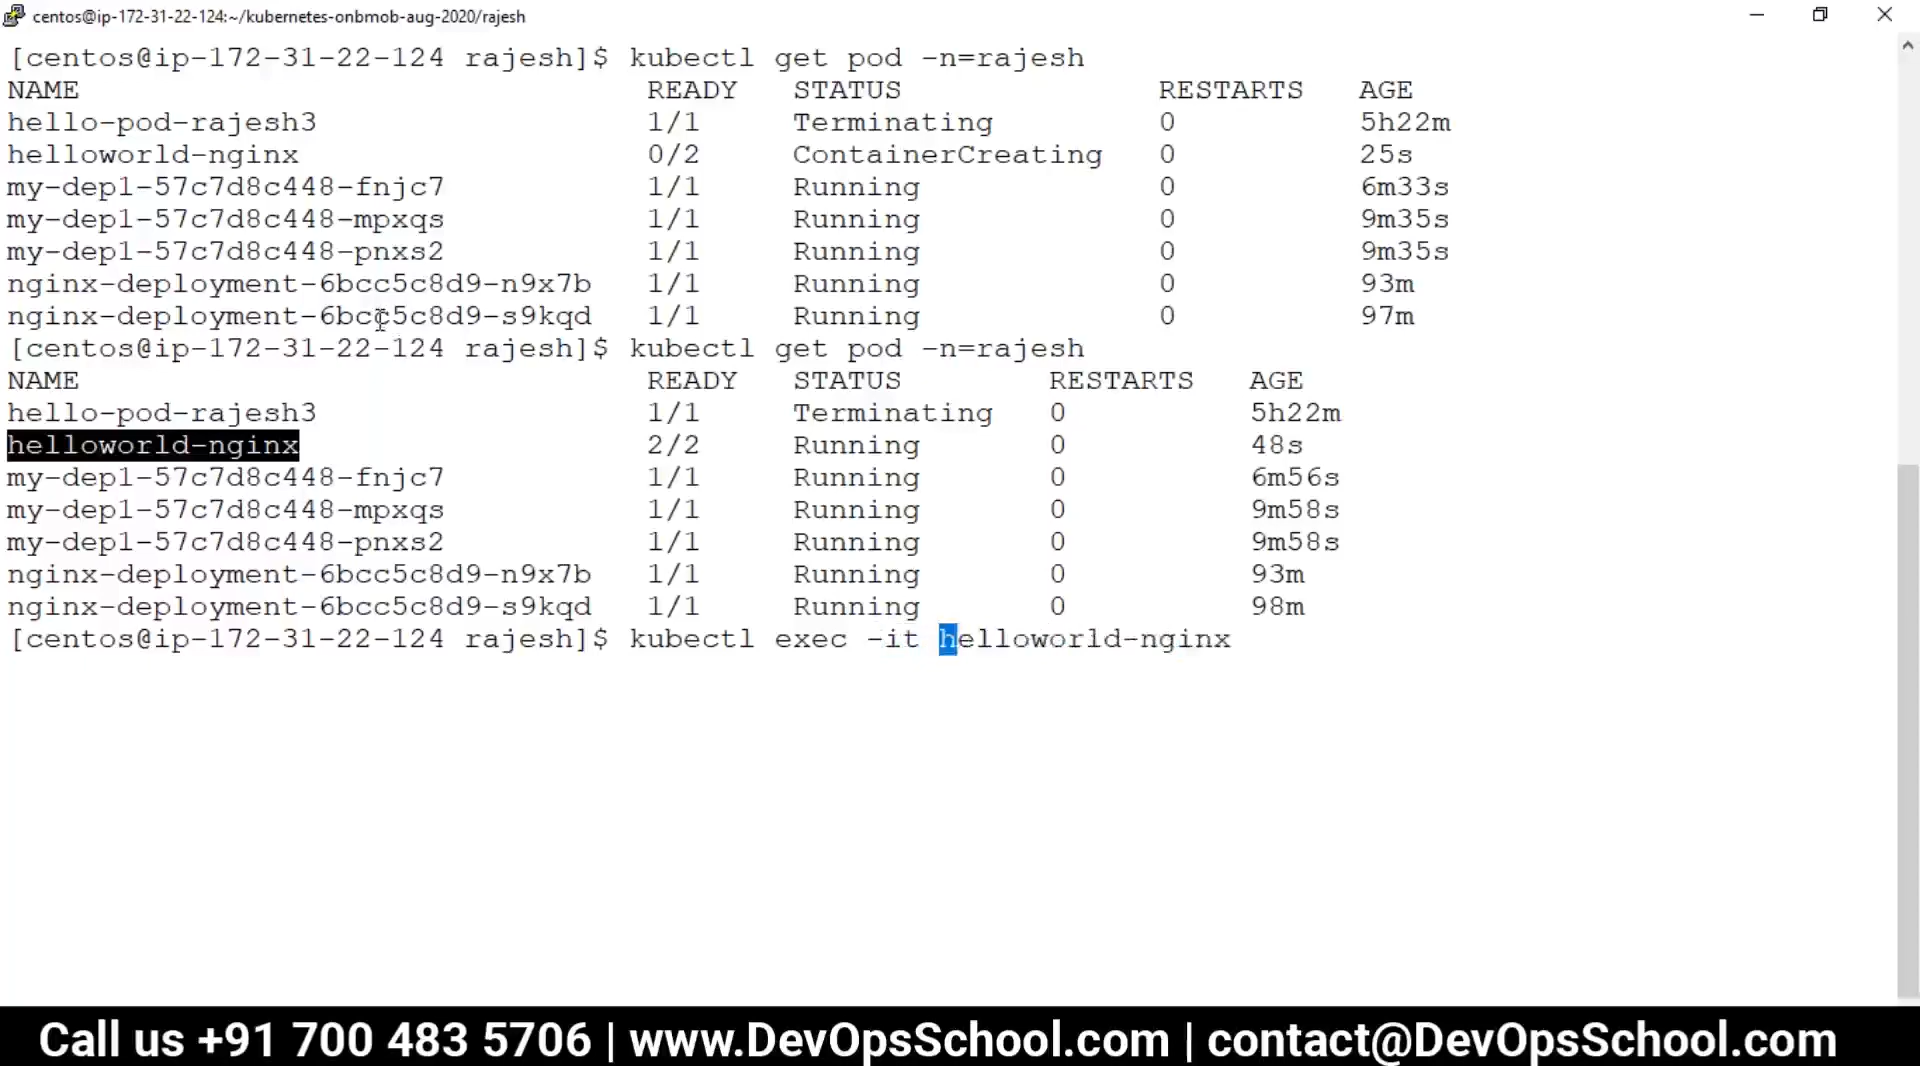 centos@ip-172-31-22-124:~/kubernetes-onbmob-aug-2020/rajesh
[centos@ip-172-31-22-124 rajesh]$ kubectl get pod -n=rajesh
NAME READY STATUS RESTARTS AGE
hello-pod-rajesh3 1/1 Terminating 0 5h22m
helloworld-nginx 0/2 ContainerCreating 0 25s
my-dep1-57c7d8c448-fnjc7 1/1 Running 0 6m33s
my-dep1-57c7d8c448-mpxqs 1/1 Running 0 9m35s
my-dep1-57c7d8c448-pnxs2 1/1 Running 0 9m35s
nginx-deployment-6bcc5c8d9-n9x7b 1/1 Running 0 93m
nginx-deployment-6bcc5c8d9-s9kqd 1/1 Running 0 97m
[centos@ip-172-31-22-124 rajesh]$ kubectl get pod -n=rajesh
NAME READY STATUS RESTARTS AGE
hello-pod-rajesh3 1/1 Terminating 0 5h22m
helloworld-nginx 2/2 Running 0 48s
my-dep1-57c7d8c448-fnjc7 1/1 Running 0 6m56s
my-dep1-57c7d8c448-mpxqs 1/1 Running 0 9m58s
my-dep1-57c7d8c448-pnxs2 1/1 Running 0 9m58s
nginx-deployment-6bcc5c8d9-n9x7b 1/1 Running 0 93m
nginx-deployment-6bcc5c8d9-s9kqd 1/1 Running 0 98m
[centos@ip-172-31-22-124 rajesh]$ kubectl exec -it helloworld-nginx
Call us +91 700 483 5706 | www.DevOpsSchool.com | contact@DevOpsSchool.com